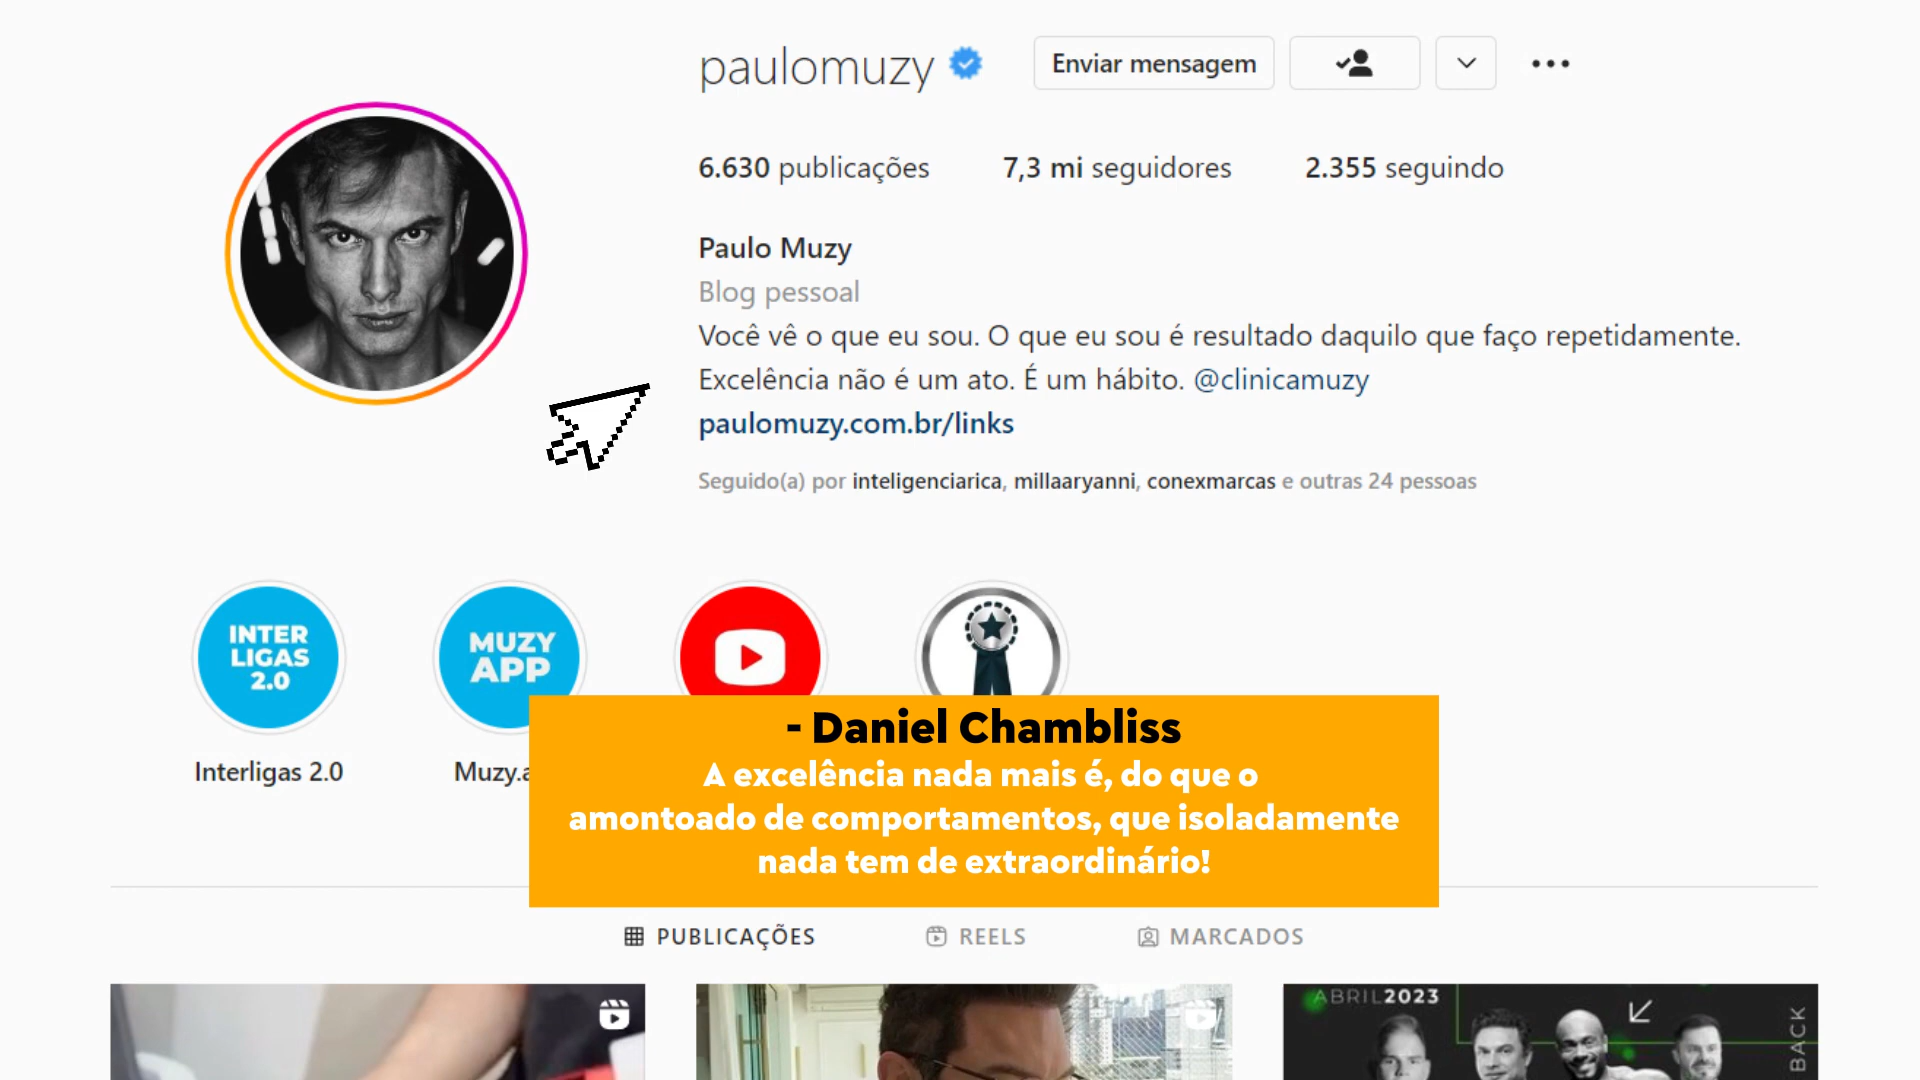 paulomuzy
Enviar mensagem
6.630 publicações 7,3 mi seguidores 2.355 seguindo
Paulo Muzy
Blog pessoal
Você vê o que eu sou. O que eu sou é resultado daquilo que faço repetidamente.
Excelência não é um ato. É um hábito. @clinicamuzy
paulomuzy.com.br/links
Seguido(a) por inteligenciarica, millaaryanni, conexmarcas e outras 24 pessoas
INTER
LIGAS
2.0
MUZY
APP
Interligas 2.0
Muzy.a
- Daniel Chambliss
A excelência nada mais é, do que o
amontoado de comportamentos, que isoladamente
nada tem de extraordinário!
PUBLICAÇÕES
REELS
MARCADOS
ABRIL2023
BACK